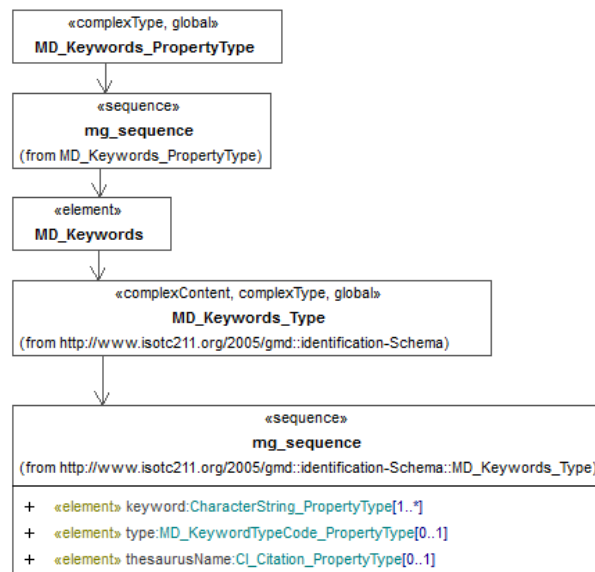 «complexType, global»
MD_Keywords_PropertyType
«sequence»
mg_sequence
(from MD_Keywords_PropertyType)
«element»
MD_Keywords
«complexContent, complexType, global»
MD_Keywords_Type
(from http://www.isotc211.org/2005/gmd::identification-Schema)
«sequence»
mg_sequence
(from http://www.isotc211.org/2005/gmd::identification-Schema::MD_Keywords_Type)
+ «element» keyword:CharacterString_PropertyType[1..*]
+ «element» type:MD_KeywordTypeCode_PropertyType[0..1]
+ «element» thesaurusName:CI_Citation_PropertyType[0..1]